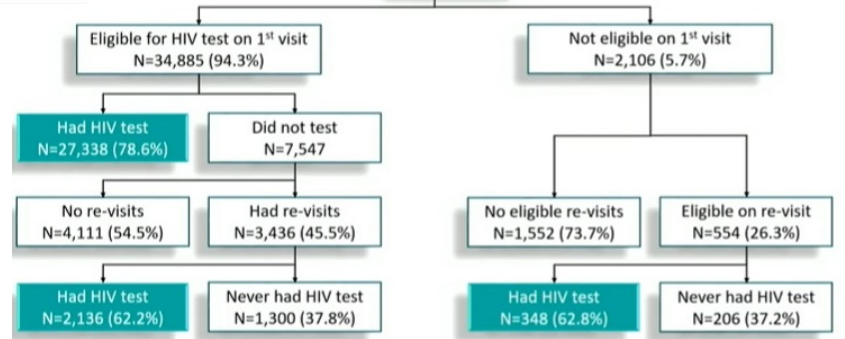 Eligible for HIV test on 1st visit
N=34,885 (94.3%)
Not eligible on 1st visit
N=2,106 (5.7%)
Had HIV test
N=27,338 (78.6%)
Did not test
N=7,547
No re-visits
N=4,111 (54.5%)
Had re-visits
N=3,436 (45.5%)
No eligible re-visits
N=1,552 (73.7%)
Eligible on re-visit
N=554 (26.3%)
Had HIV test
N=2,136 (62.2%)
Never had HIV test
N=1,300 (37.8%)
Had HIV test
N=348 (62.8%)
Never had HIV test
N=206 (37.2%)